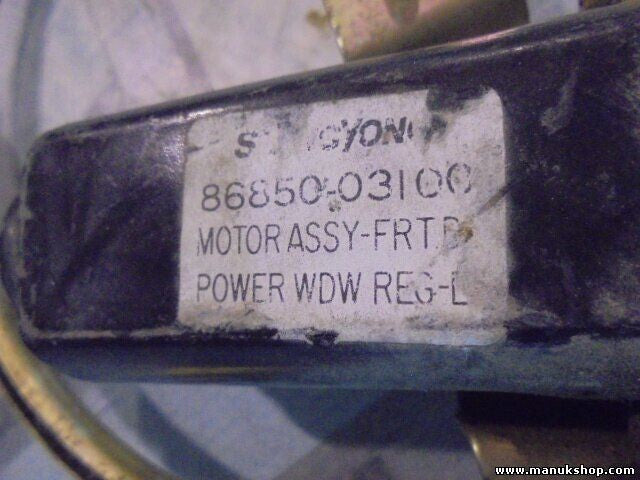 86850-03100
MOTOR ASSY-FRT D
POWER WDW REG-L
www.manukshop.com